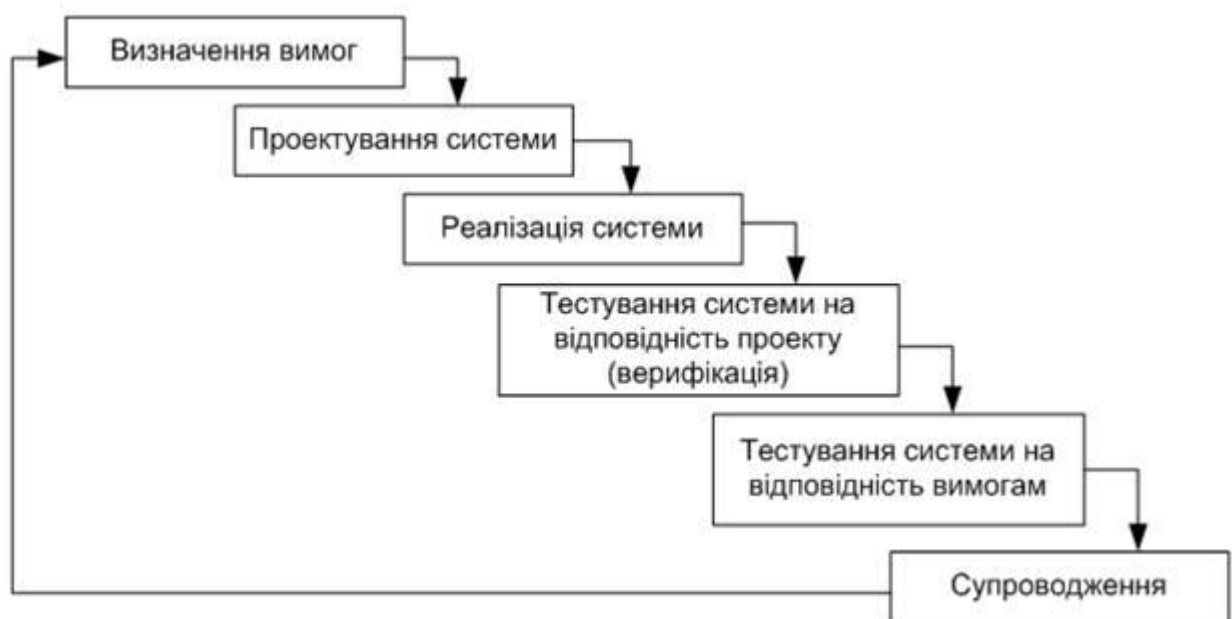 Визначення вимог
Проектування системи
Реалізація системи
Тестування системи на
відповідність проекту
(верифікація)
Тестування системи на
відповідність вимогам
Супроводження